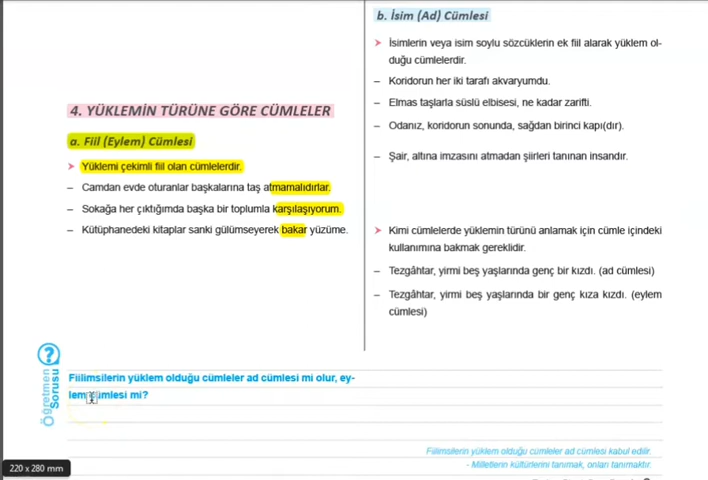 4. YÜKLEMİN TÜRÜNE GÖRE CÜMLELER
a. Fiil (Eylem) Cümlesi
Yüklemi çekimli fiil olan cümlelerdir.
– Camdan evde oturanlar başkalarına taş atmamalıdırlar.
– Sokağa her çıktığımda başka bir toplumla karşılaşıyorum.
– Kütüphanedeki kitaplar sanki gülümseyerek bakar yüzüme.
b. İsim (Ad) Cümlesi
İsimlerin veya isim soylu sözcüklerin ek fiil alarak yüklem ol-
duğu cümlelerdir.
– Koridorun her iki tarafı akvaryumdu.
– Elmas taşlarla süslü elbisesi, ne kadar zarifti.
– Odanız, koridorun sonunda, sağdan birinci kapı(dır).
– Şair, altına imzasını atmadan şiirleri tanınan insandır.
Kimi cümlelerde yüklemin türünü anlamak için cümle içindeki
kullanımına bakmak gereklidir.
– Tezgâhtar, yirmi beş yaşlarında genç bir kızdı. (ad cümlesi)
– Tezgâhtar, yirmi beş yaşlarında bir genç kıza kızdı. (eylem
cümlesi)
Öğretmen
Sorusu ?
Fiilimsilerin yüklem olduğu cümleler ad cümlesi mi olur, ey-
lem cümlesi mi?
Fiilimsilerin yüklem olduğu cümleler ad cümlesi kabul edilir.
- Milletlerin kültürlerini tanımak, onları tanımaktır.
220 x 280 mm